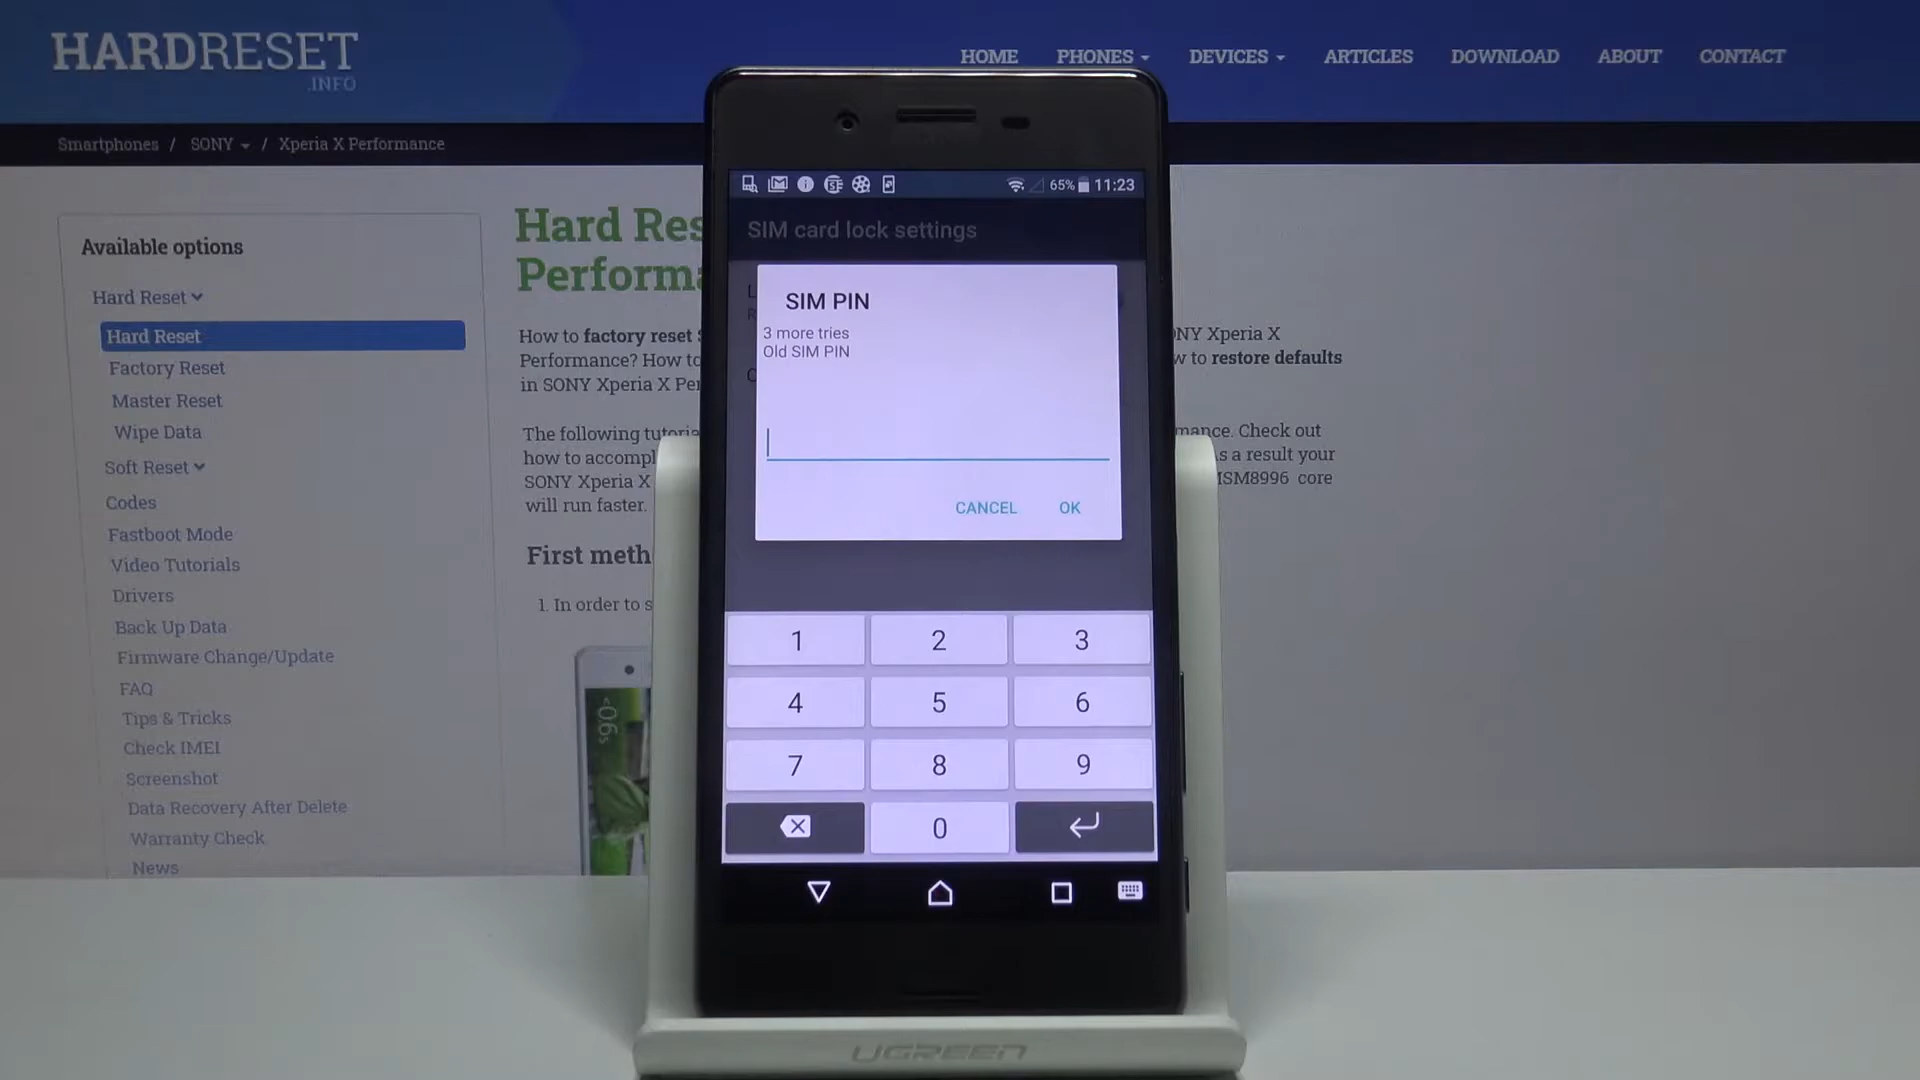 HARDRESET
.INFO
HOME PHONES DEVICES ARTICLES DOWNLOAD ABOUT CONTACT
Smartphones / SONY / Xperia X Performance
Available options
Hard Reset
Hard Reset
Factory Reset
Master Reset
Wipe Data
Soft Reset
Codes
Fastboot Mode
Video Tutorials
Drivers
Back Up Data
Firmware Change/Update
FAQ
Tips & Tricks
Check IMEI
Screenshot
Data Recovery After Delete
Warranty Check
News
Hard Res
Performa
How to factory reset S
Performance? How to
in SONY Xperia X Per
The following tutoria
how to accompl
SONY Xperia X
will run faster.
First meth
1. In order to s
NY Xperia X
w to restore defaults
mance. Check out
s a result your
MSM8996 core
65% 11:23
SIM card lock settings
SIM PIN
3 more tries
Old SIM PIN
CANCEL OK
1 2 3
4 5 6
7 8 9
0
UGREEN